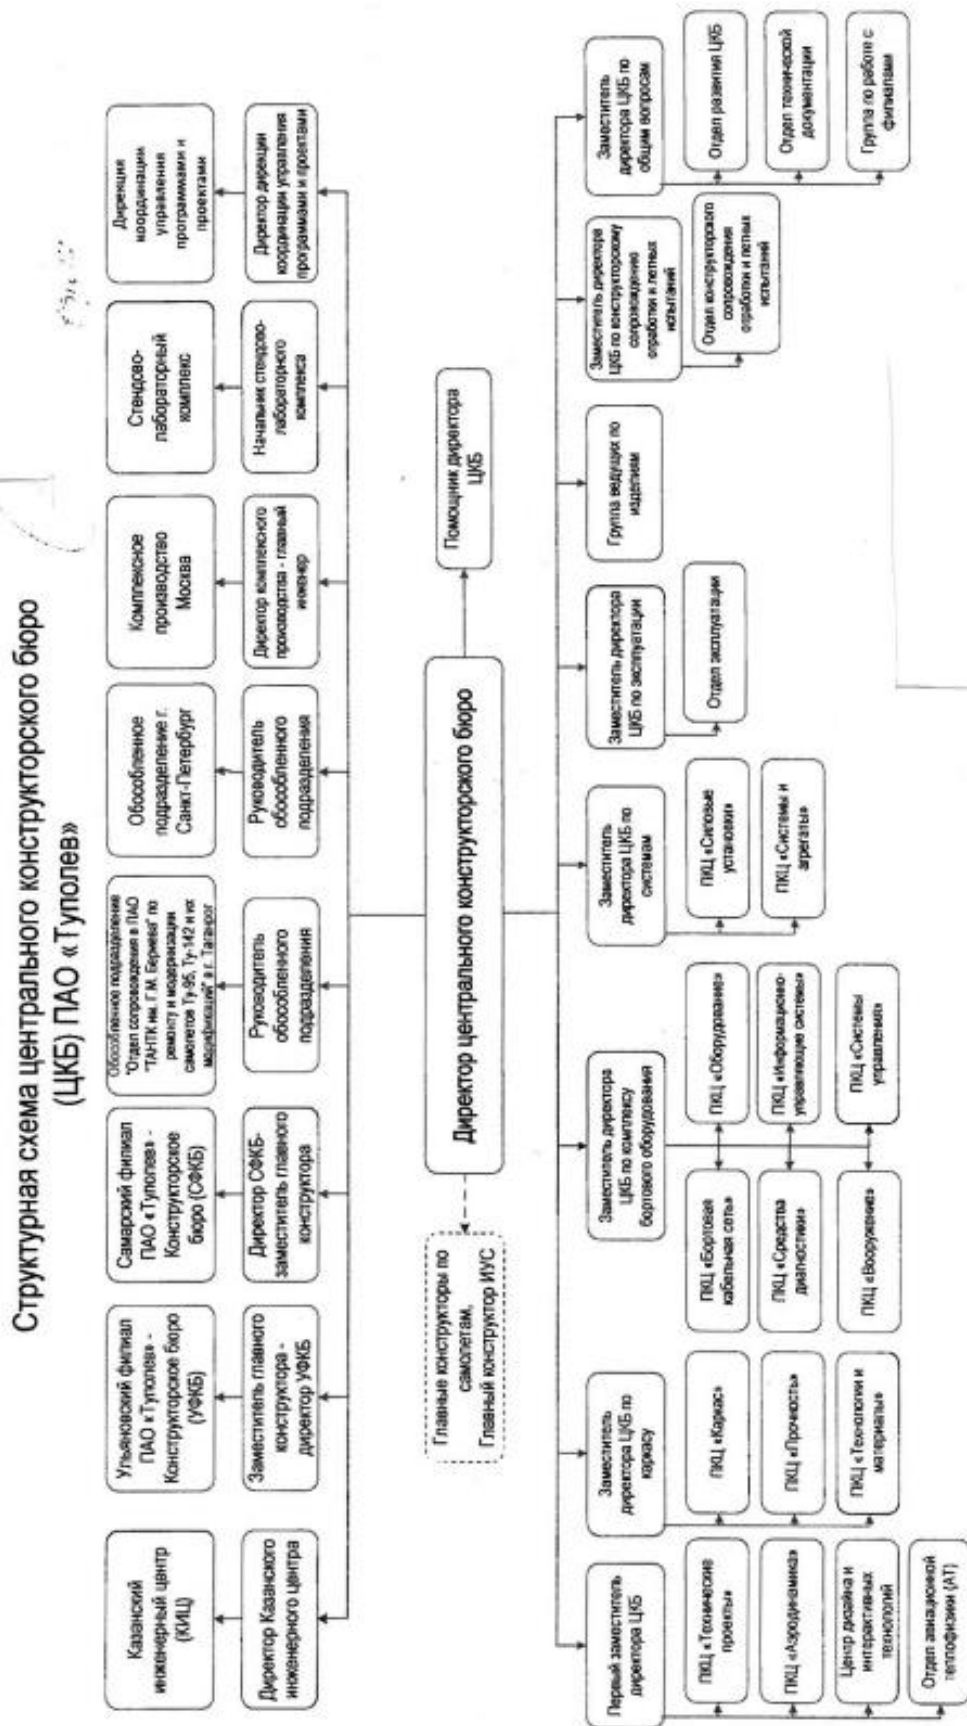 Структурная схема центрального конструкторского бюро
(ЦКБ) ПАО «Туполев»
Казанский
инженерный центр
(КИЦ)
Ульяновский филиал
ПАО «Туполев» -
Конструкторское бюро
(УФКБ)
Самарский филиал
ПАО «Туполев» -
Конструкторское
бюро (СФКБ)
Обособленное подразделение
"Отдел сопровождения в ПАО
"ТАНТК им. Г.М. Бериева" по
ремонту и модернизации
самолетов Ту-95, Ту-142 и их
модификаций" в г. Таганрог
Обособленное
подразделение г.
Санкт-Петербург
Комплексное
производство
Москва
Стендово-
лабораторный
комплекс
Дирекция
координации
управления
программами и
проектами
Директор Казанского
инженерного центра
Заместитель главного
конструктора -
директор УФКБ
Директор СФКБ-
заместитель главного
конструктора
Руководитель
обособленного
подразделения
Руководитель
обособленного
подразделения
Директор комплексного
производства - главный
инженер
Начальник стендово-
лабораторного
комплекса
Директор дирекции
координации управления
программами и проектами
Главные конструкторы по
самолетам,
Главный конструктор ИУС
Директор центрального конструкторского бюро
Помощник директора
ЦКБ
Первый заместитель
директора ЦКБ
ПКЦ «Технические
проекты»
ПКЦ «Аэродинамика»
Центр дизайна и
интерактивных
технологий
Отдел авиационной
теплофизики (АТ)
Заместитель
директора ЦКБ по
каркасу
ПКЦ «Каркас»
ПКЦ «Прочность»
ПКЦ «Технологии и
материалы»
Заместитель директора
ЦКБ по комплексу
бортового оборудования
ПКЦ «Бортовая
кабельная сеть»
ПКЦ «Оборудование»
ПКЦ «Средства
диагностики»
ПКЦ «Информационно-
управляющие системы»
ПКЦ «Вооружение»
ПКЦ «Системы
управления»
Заместитель
директора ЦКБ по
системам
ПКЦ «Силовые
установки»
ПКЦ «Системы и
агрегаты»
Заместитель директора
ЦКБ по эксплуатации
Отдел эксплуатации
Группа ведущих по
изделиям
Заместитель директора
ЦКБ по конструкторскому
сопровождению
отработки и летных
испытаний
Отдел конструкторского
сопровождения
отработки и летных
испытаний
Заместитель
директора ЦКБ по
общим вопросам
Отдел развития ЦКБ
Отдел технической
документации
Группа по работе с
филиалами